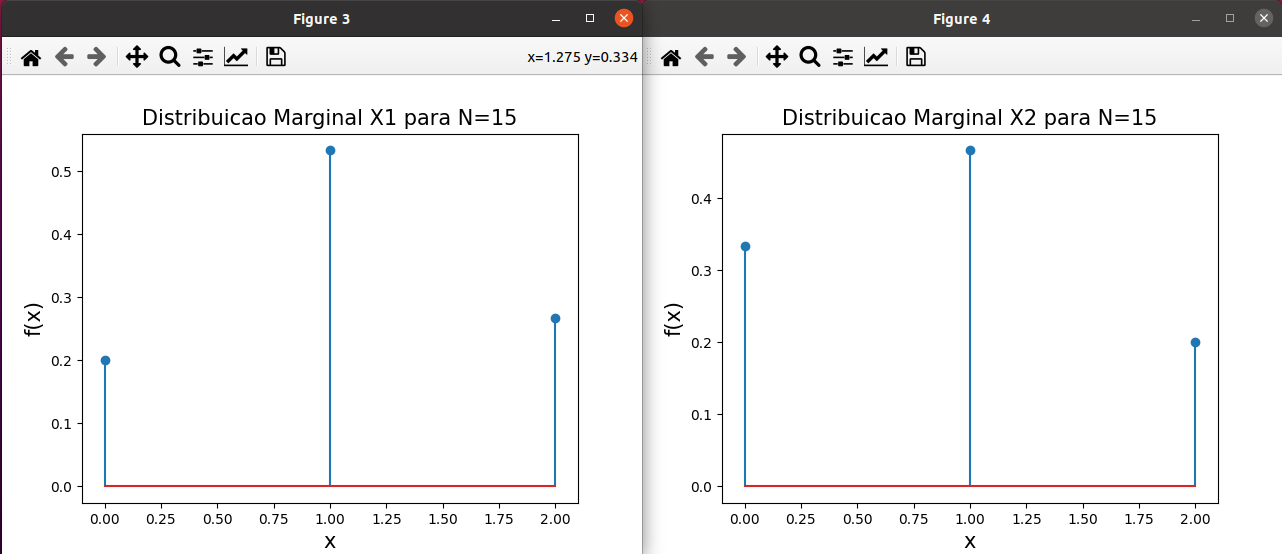 Figure 3
x=1.275 y=0.334
Distribuicao Marginal X1 para N=15
f(x)
0.5
0.4
0.3
0.2
0.1
0.0
0.00 0.25 0.50 0.75 1.00 1.25 1.50 1.75 2.00
x
Figure 4
Distribuicao Marginal X2 para N=15
f(x)
0.4
0.3
0.2
0.1
0.0
0.00 0.25 0.50 0.75 1.00 1.25 1.50 1.75 2.00
x